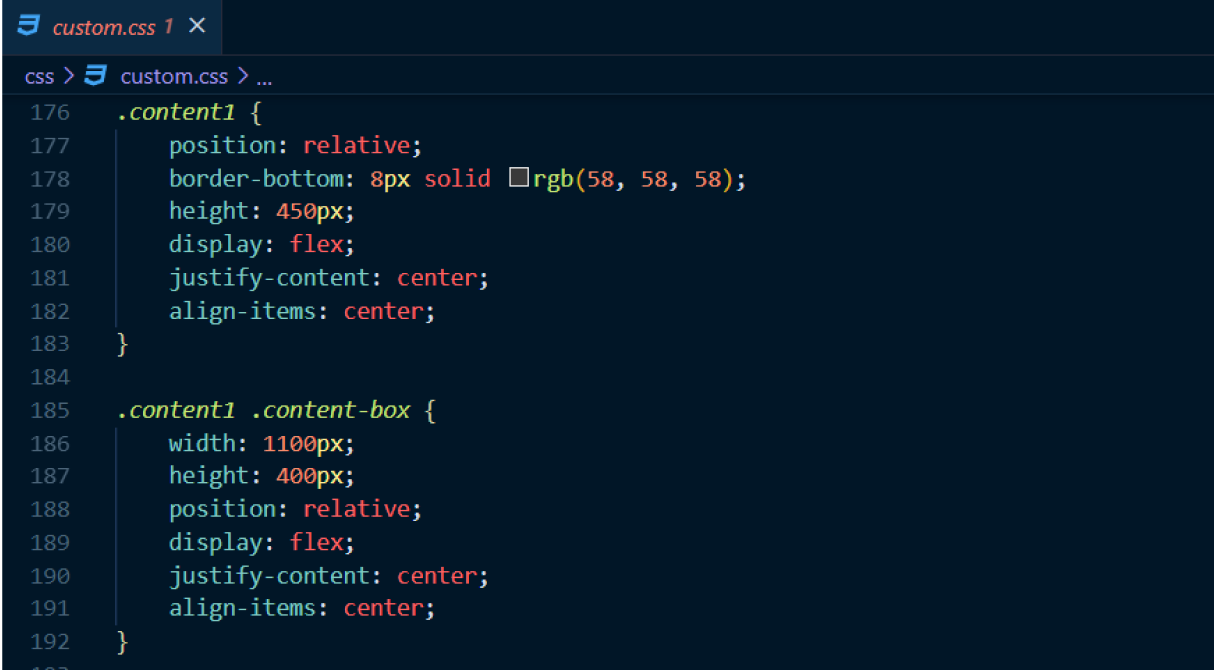 custom.css 1 ×
css > custom.css > ...
176 .content1 {
177 position: relative;
178 border-bottom: 8px solid rgb(58, 58, 58);
179 height: 450px;
180 display: flex;
181 justify-content: center;
182 align-items: center;
183 }
184
185 .content1 .content-box {
186 width: 1100px;
187 height: 400px;
188 position: relative;
189 display: flex;
190 justify-content: center;
191 align-items: center;
192 }